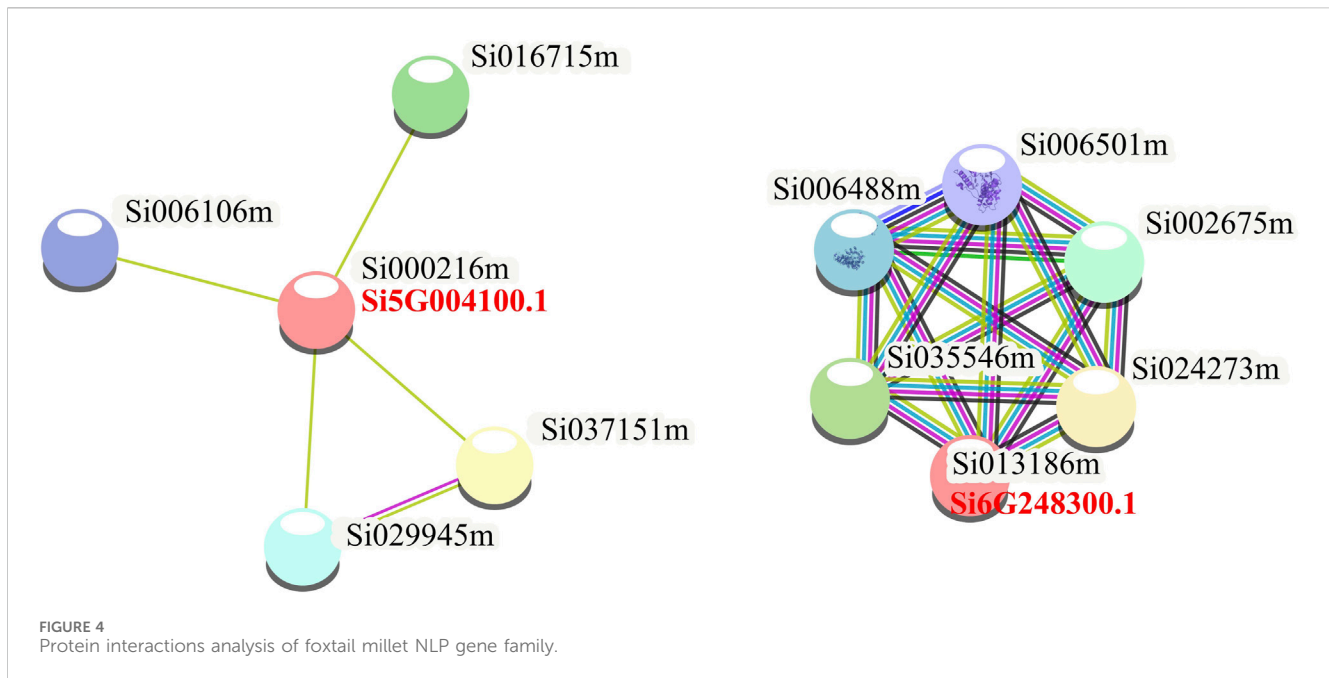 Si016715m
Si006106m
Si000216m
Si5G004100.1
Si037151m
Si029945m
Si006501m
Si006488m
Si002675m
Si035546m
Si024273m
Si013186m
Si6G248300.1
FIGURE 4
Protein interactions analysis of foxtail millet NLP gene family.